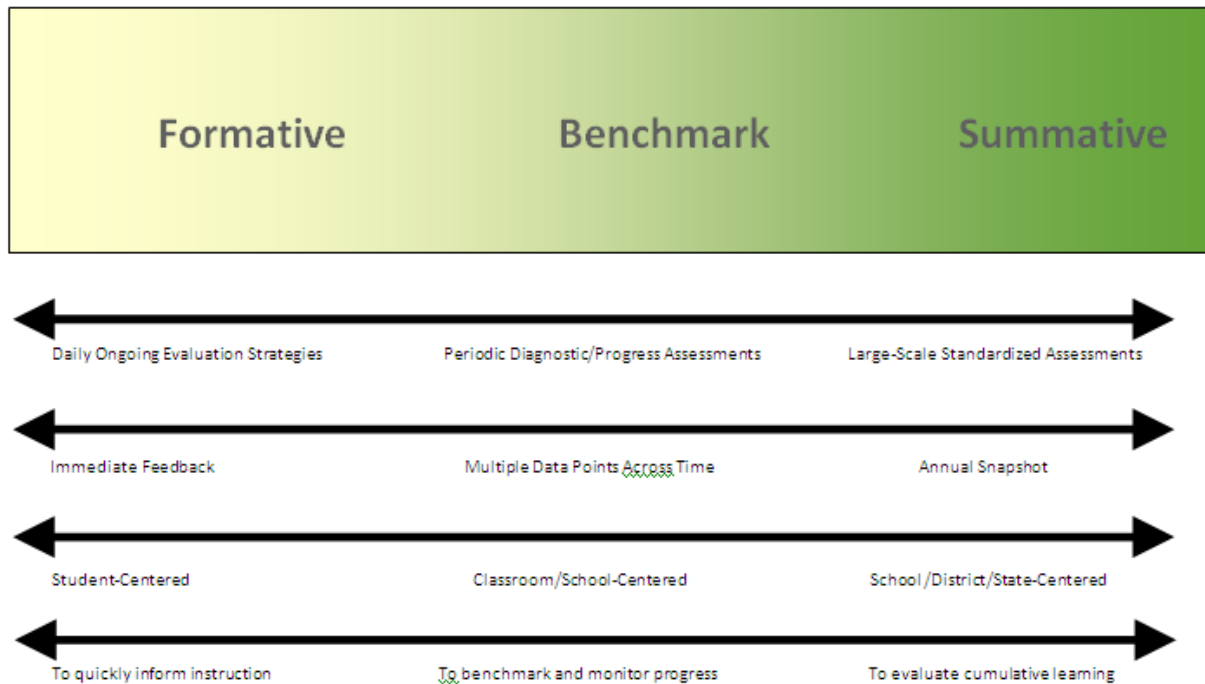 Formative Benchmark Summative
Daily Ongoing Evaluation Strategies Periodic Diagnostic/Progress Assessments Large-Scale Standardized Assessments
Immediate Feedback Multiple Data Points Across Time Annual Snapshot
Student-Centered Classroom/School-Centered School/District/State-Centered
To quickly inform instruction To benchmark and monitor progress To evaluate cumulative learning